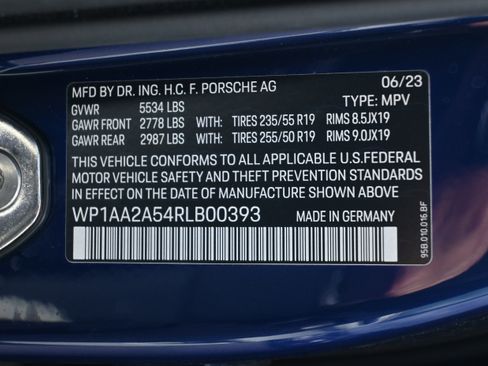 MFD BY DR. ING. H.C. F. PORSCHE AG 06/23
GVWR 5534 LBS TYPE: MPV
GAWR FRONT 2778 LBS WITH: TIRES 235/55 R19 RIMS 8.5JX19
GAWR REAR 2987 LBS WITH: TIRES 255/50 R19 RIMS 9.0JX19
THIS VEHICLE CONFORMS TO ALL APPLICABLE U.S.FEDERAL
MOTOR VEHICLE SAFETY AND THEFT PREVENTION STANDARDS
IN EFFECT ON THE DATE OF MANUFACTURE SHOWN ABOVE.
WP1AA2A54RLB00393 MADE IN GERMANY
95B.010.016.BF